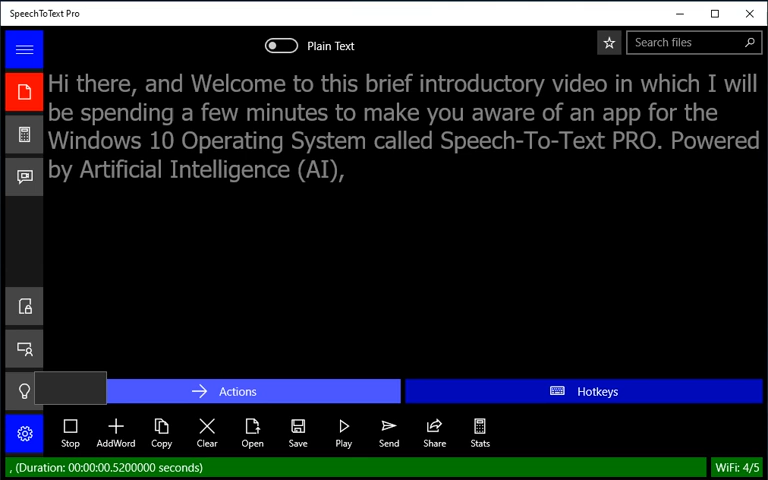 SpeechToText Pro
Plain Text
Search files
Hi there, and Welcome to this brief introductory video in which I will
be spending a few minutes to make you aware of an app for the
Windows 10 Operating System called Speech-To-Text PRO. Powered
by Artificial Intelligence (AI),
Actions
Hotkeys
Stop
AddWord
Copy
Clear
Open
Save
Play
Send
Share
Stats
, (Duration: 00:00:00.5200000 seconds)
WiFi: 4/5